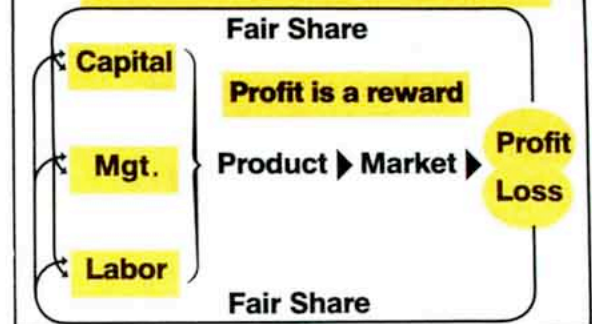 Fair Share
Capital
Profit is a reward
Mgt.
Product Market
Profit
Loss
Labor
Fair Share